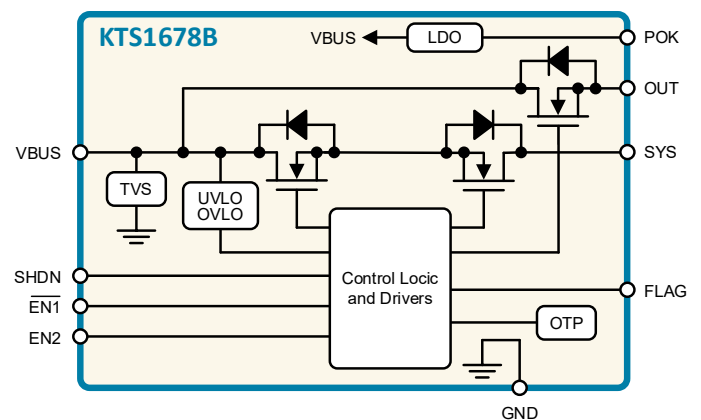 KTS1678B
VBUS
LDO
POK
OUT
VBUS
SYS
TVS
UVLO
OVLO
SHDN
Control Locic
and Drivers
FLAG
EN1
EN2
OTP
GND